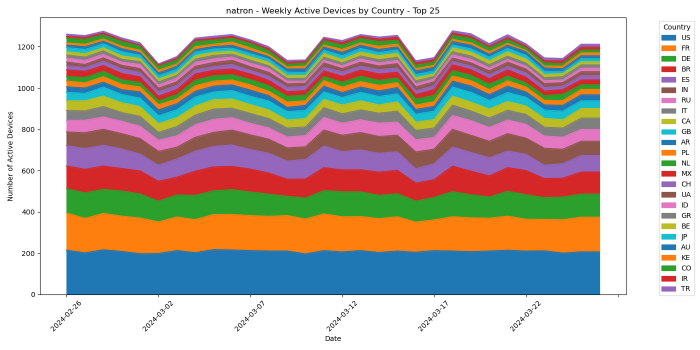 natron - Weekly Active Devices by Country - Top 25
Number of Active Devices
1200
1000
800
600
400
200
0
2024-02-26
2024-03-02
2024-03-07
2024-03-12
2024-03-17
2024-03-22
Date
Country
US
FR
DE
BR
ES
IN
RU
IT
CA
GB
AR
PL
NL
MX
CH
UA
ID
GR
BE
JP
AU
KE
CO
IR
TR